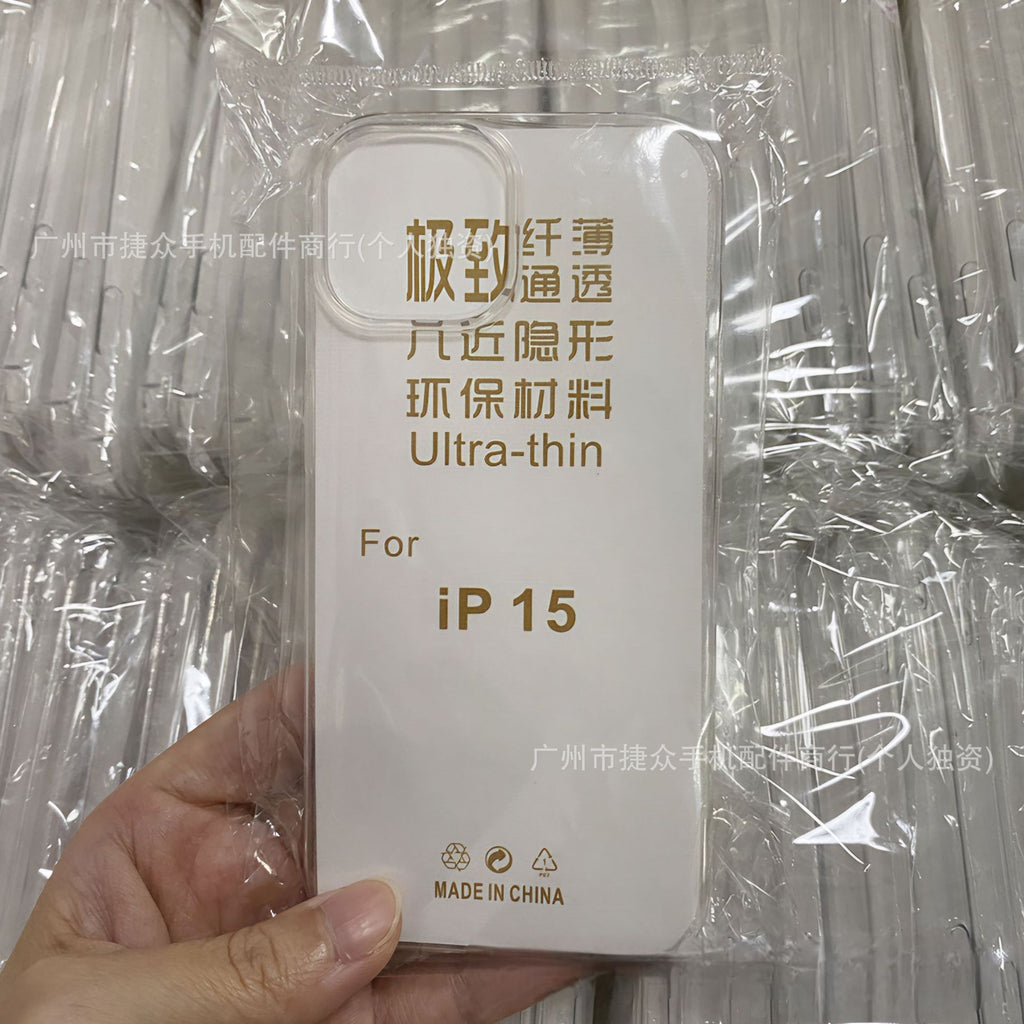 广州市捷众手机配件商行(个人独资)
极致纤薄
通透
几近隐形
环保材料
Ultra-thin
For
iP 15
广州市捷众手机配件商行(个人独资)
PET
MADE IN CHINA